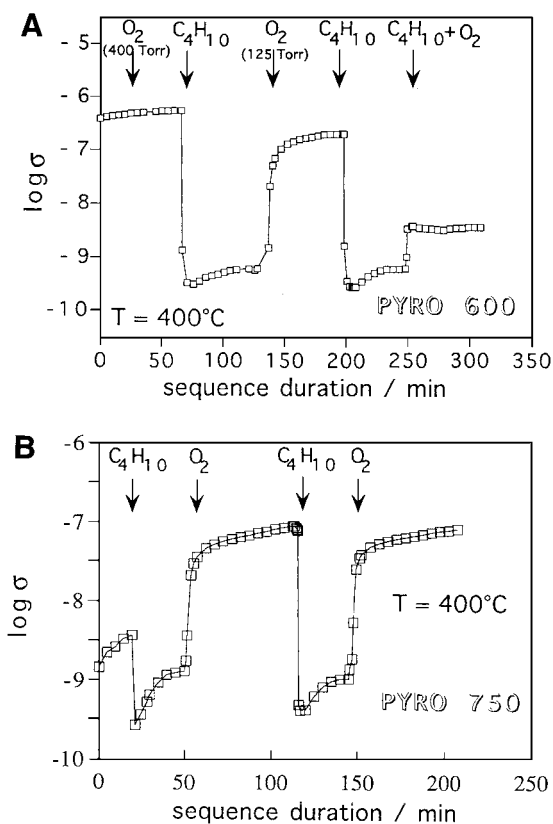 A
O2 C4H10 O2 C4H10 C4H10+O2
(400 Torr) (125 Torr)
- 5
- 6
- 7
- 8
- 9
- 10
log σ
T = 400°C
PYRO 600
0 50 100 150 200 250 300 350
sequence duration / min
B
C4H10 O2 C4H10 O2
-6
-7
-8
-9
-10
log σ
T = 400°C
PYRO 750
0 50 100 150 200 250
sequence duration / min